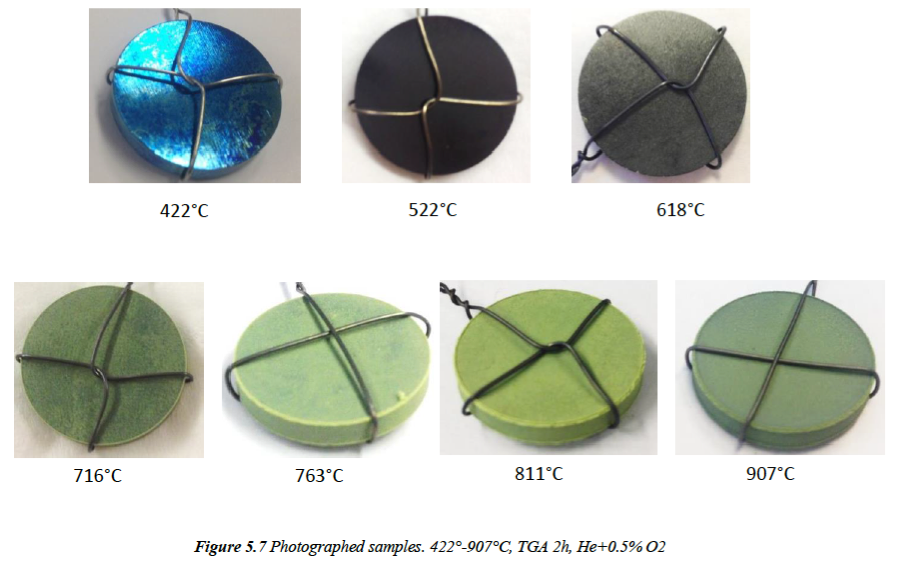 422°C 522°C 618°C
716°C 763°C 811°C 907°C
Figure 5.7 Photographed samples. 422°-907°C, TGA 2h, He+0.5% O2